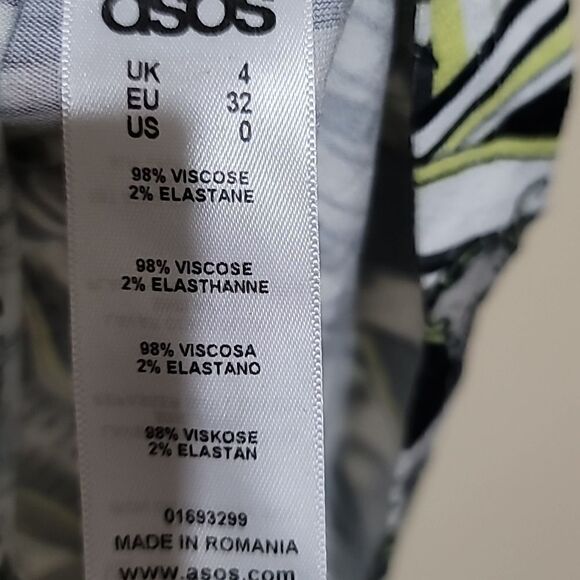 asos
UK 4
EU 32
US 0
98% VISCOSE
2% ELASTANE
98% VISCOSE
2% ELASTHANNE
98% VISCOSA
2% ELASTANO
98% VISKOSE
2% ELASTAN
01693299
MADE IN ROMANIA
www.asos.com